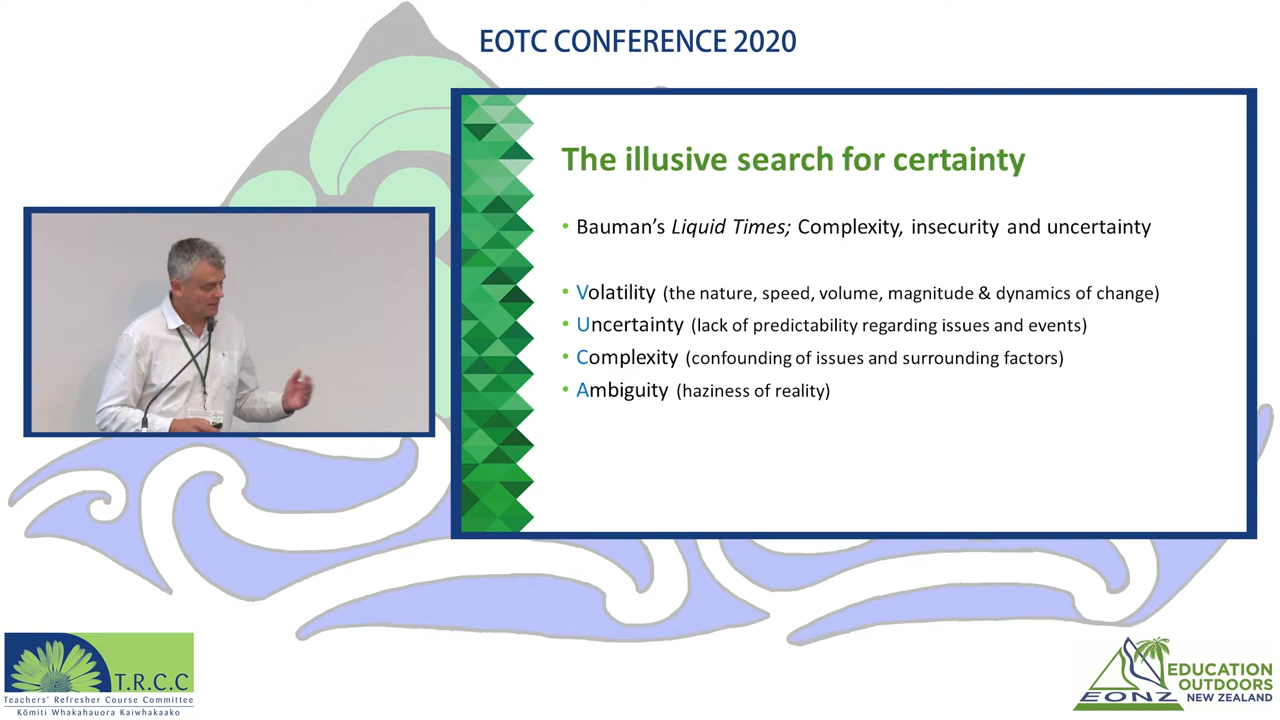 EOTC CONFERENCE 2020
The illusive search for certainty
• Bauman's Liquid Times; Complexity, insecurity and uncertainty
• Volatility (the nature, speed, volume, magnitude & dynamics of change)
• Uncertainty (lack of predictability regarding issues and events)
• Complexity (confounding of issues and surrounding factors)
• Ambiguity (haziness of reality)
T.R.C.C
Teachers' Refresher Course Committee
Kōmiti Whakahauora Kaiwhakaako
EONZ
EDUCATION
OUTDOORS
NEW ZEALAND